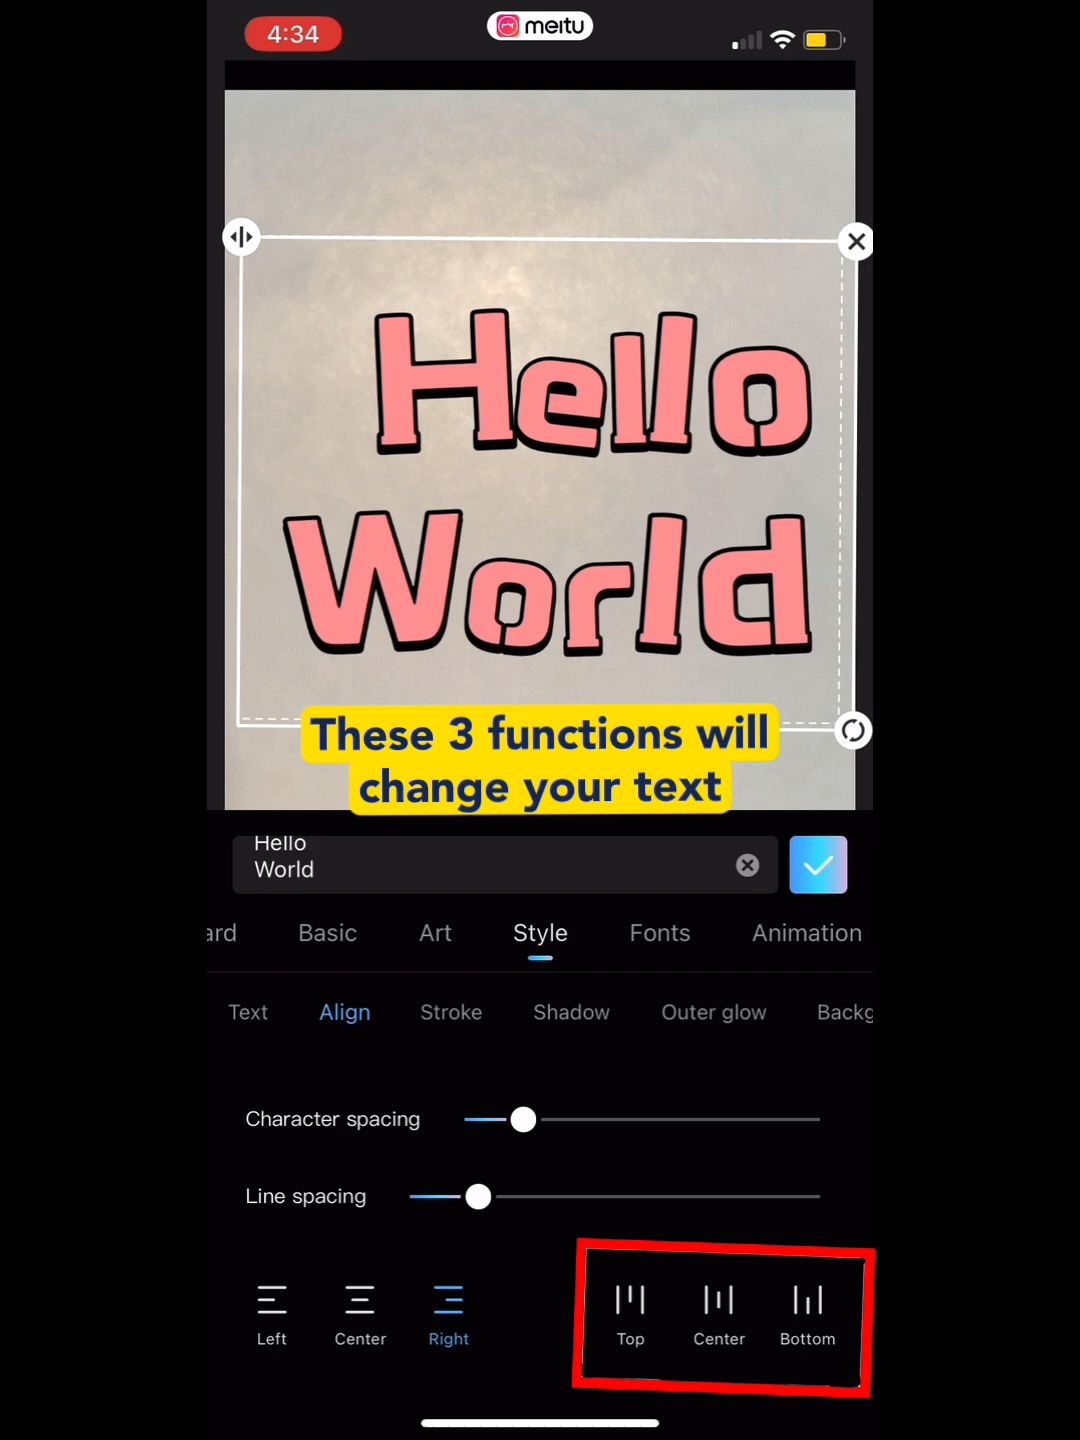 4:34
meitu
Hello
World
These 3 functions will
change your text
Hello
World
ard Basic Art Style Fonts Animation
Text Align Stroke Shadow Outer glow Backg
Character spacing
Line spacing
Left Center Right Top Center Bottom